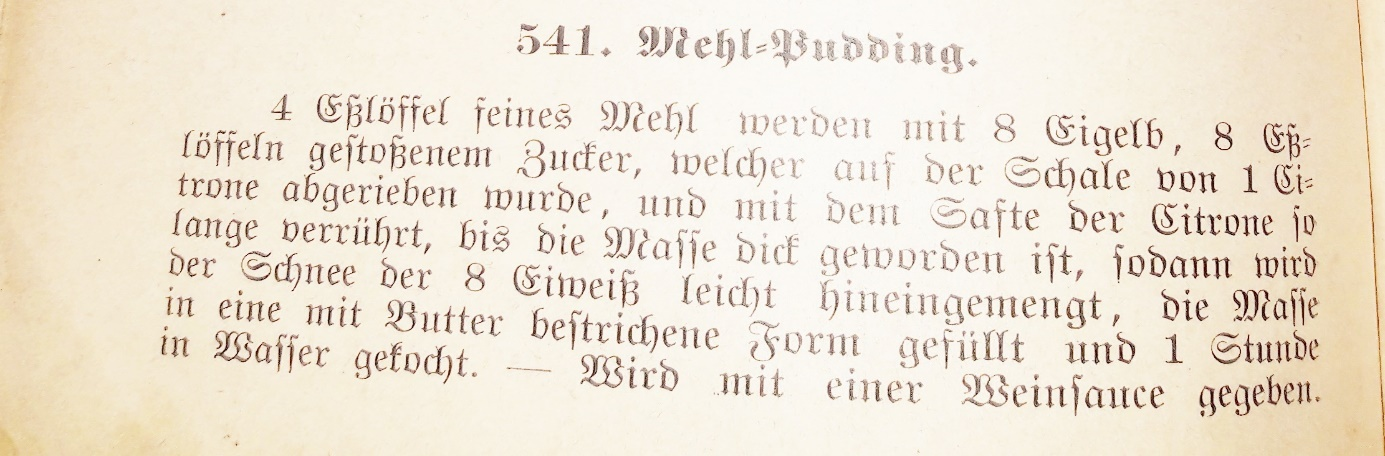 541. Mehl-Pudding.
4 Eßlöffel feines Mehl werden mit 8 Eigelb, 8 Eß-
löffeln gestoßenem Zucker, welcher auf der Schale von 1 Ci-
trone abgerieben wurde, und mit dem Safte der Citrone so
lange verrührt, bis die Masse dick geworden ist, sodann wird
der Schnee der 8 Eiweiß leicht hineingemengt, die Masse
in eine mit Butter bestrichene Form gefüllt und 1 Stunde
in Wasser gekocht. — Wird mit einer Weinsauce gegeben.